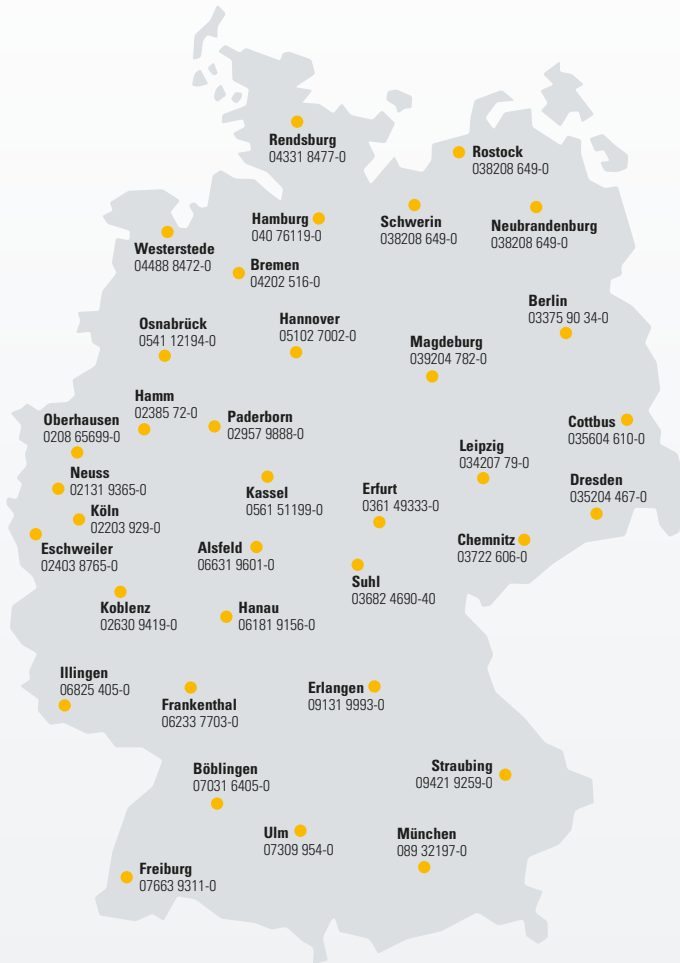 Rendsburg
04331 8477-0
Rostock
038208 649-0
Hamburg
040 76119-0
Schwerin
038208 649-0
Neubrandenburg
038208 649-0
Westerstede
04488 8472-0
Bremen
04202 516-0
Berlin
03375 90 34-0
Osnabrück
0541 12194-0
Hannover
05102 7002-0
Magdeburg
039204 782-0
Hamm
02385 72-0
Oberhausen
0208 65699-0
Paderborn
02957 9888-0
Cottbus
035604 610-0
Leipzig
034207 79-0
Neuss
02131 9365-0
Kassel
0561 51199-0
Erfurt
0361 49333-0
Dresden
035204 467-0
Köln
02203 929-0
Eschweiler
02403 8765-0
Alsfeld
06631 9601-0
Chemnitz
03722 606-0
Suhl
03682 4690-40
Koblenz
02630 9419-0
Hanau
06181 9156-0
Illingen
06825 405-0
Frankenthal
06233 7703-0
Erlangen
09131 9993-0
Straubing
09421 9259-0
Böblingen
07031 6405-0
Ulm
07309 954-0
München
089 32197-0
Freiburg
07663 9311-0